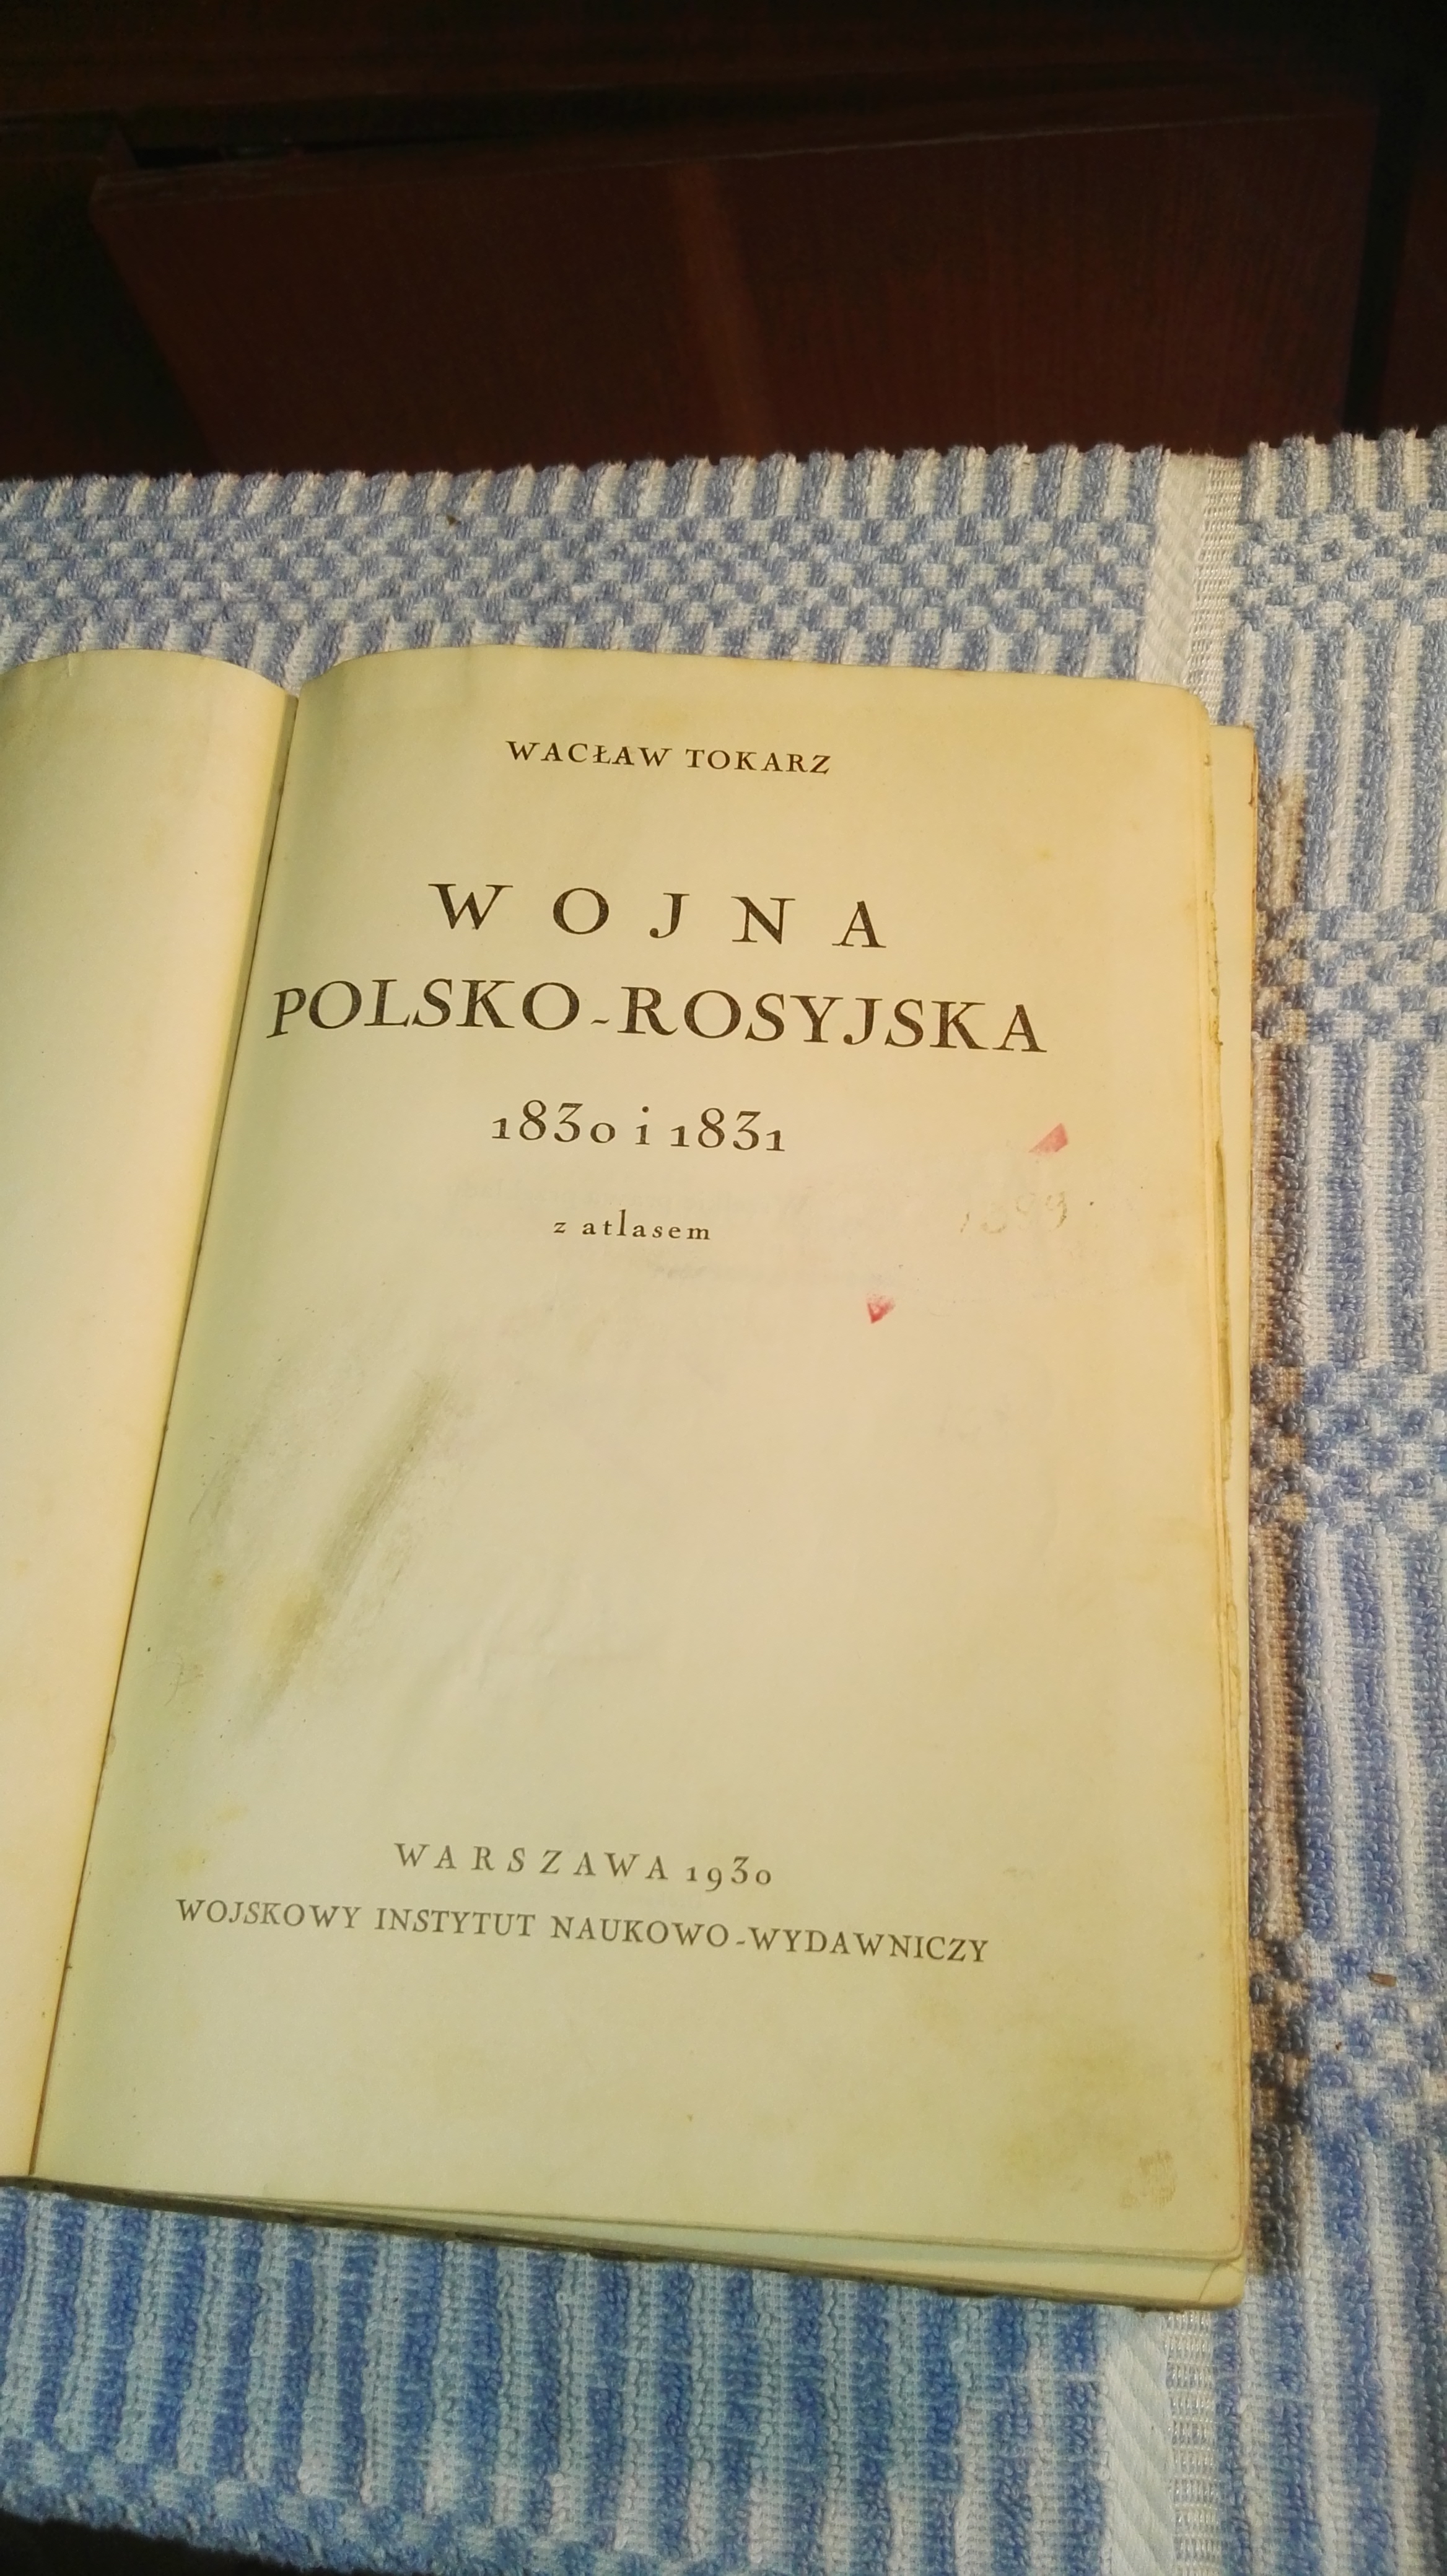 WACŁAW TOKARZ
WOJNA
POLSKO-ROSYJSKA
1830 i 1831
z atlasem
WARSZAWA 1930
WOJSKOWY INSTYTUT NAUKOWO-WYDAWNICZY